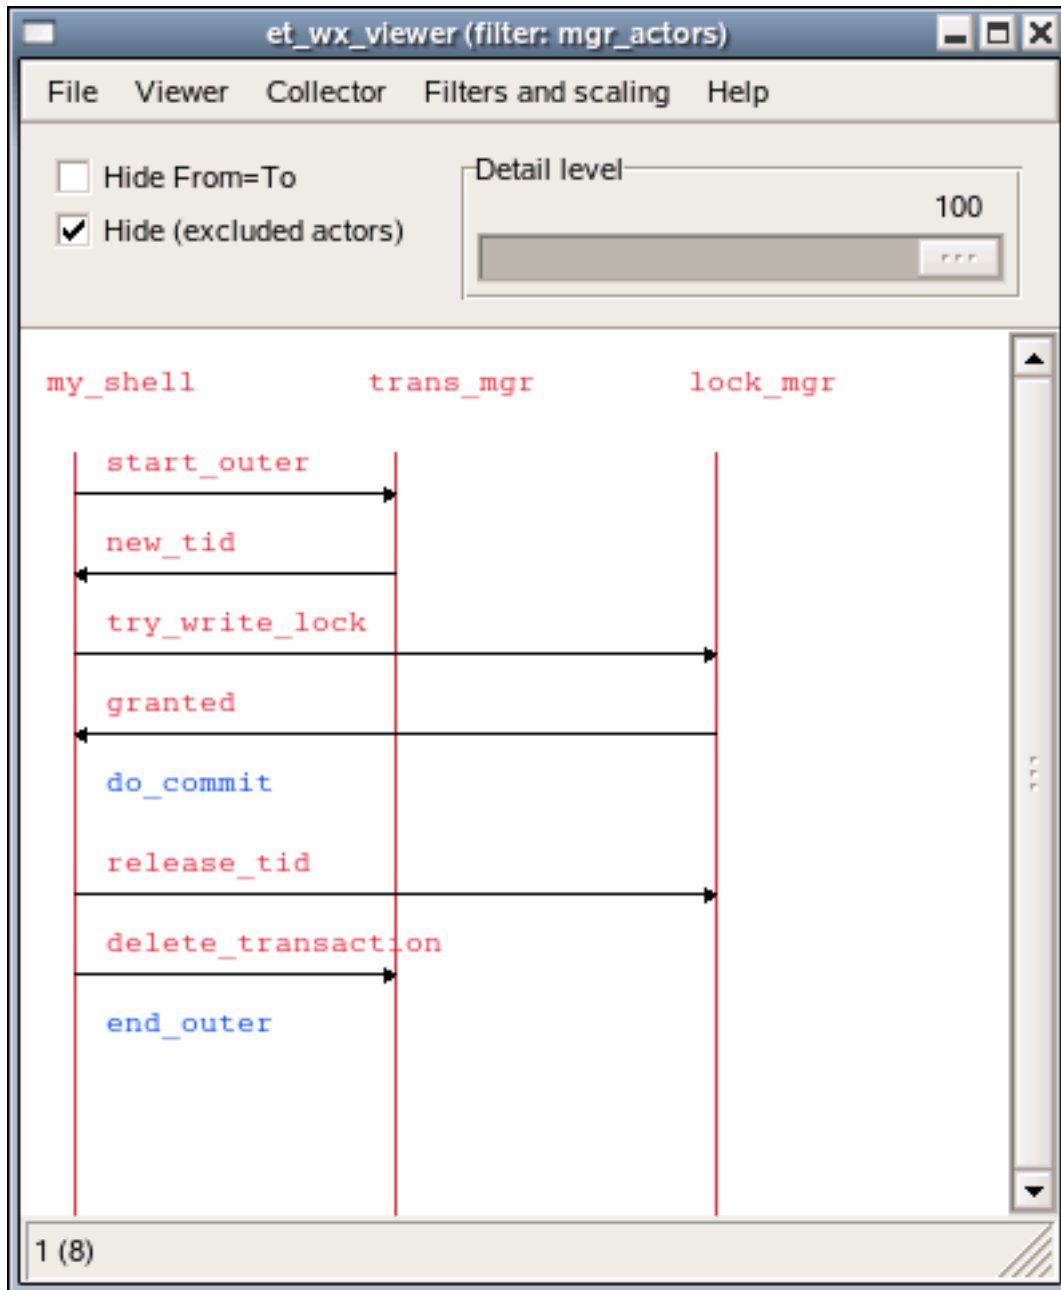 et_wx_viewer (filter: mgr_actors)
File Viewer Collector Filters and scaling Help
Hide From=To
Hide (excluded actors)
Detail level
100
my_shell trans_mgr lock_mgr
start_outer
new_tid
try_write_lock
granted
do_commit
release_tid
delete_transaction
end_outer
1 (8)